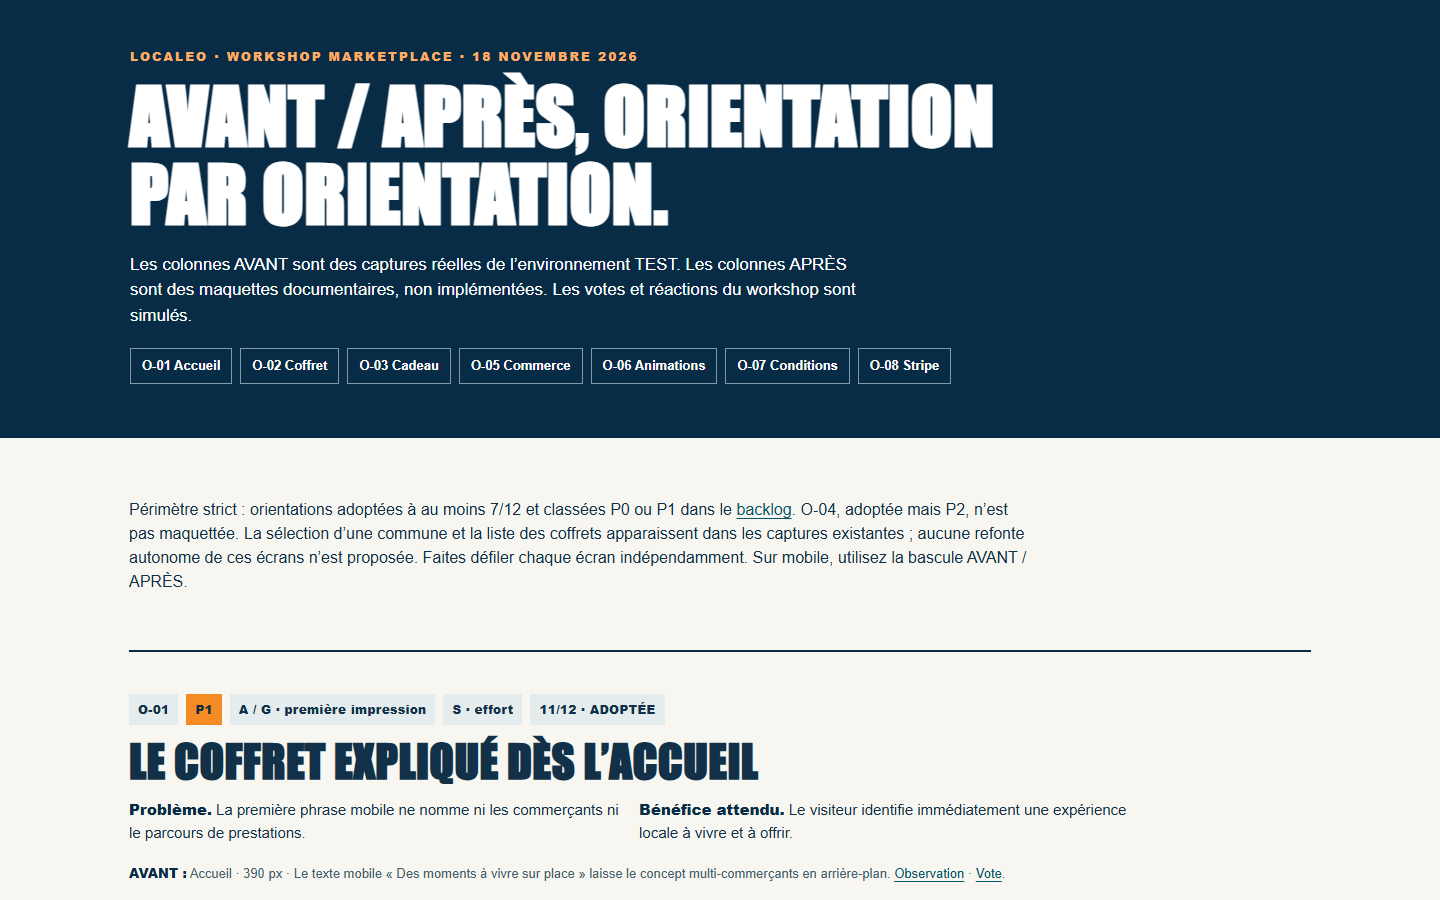 LOCALEO · WORKSHOP MARKETPLACE · 18 NOVEMBRE 2026
AVANT / APRÈS, ORIENTATION
PAR ORIENTATION.
Les colonnes AVANT sont des captures réelles de l’environnement TEST. Les colonnes APRÈS
sont des maquettes documentaires, non implémentées. Les votes et réactions du workshop sont
simulés.
O-01 Accueil
O-02 Coffret
O-03 Cadeau
O-05 Commerce
O-06 Animations
O-07 Conditions
O-08 Stripe
Périmètre strict : orientations adoptées à au moins 7/12 et classées P0 ou P1 dans le backlog. O-04, adoptée mais P2, n’est
pas maquettée. La sélection d’une commune et la liste des coffrets apparaissent dans les captures existantes ; aucune refonte
autonome de ces écrans n’est proposée. Faites défiler chaque écran indépendamment. Sur mobile, utilisez la bascule AVANT /
APRÈS.
O-01
P1
A / G · première impression
S · effort
11/12 · ADOPTÉE
LE COFFRET EXPLIQUÉ DÈS L’ACCUEIL
Problème. La première phrase mobile ne nomme ni les commerçants ni
le parcours de prestations.
Bénéfice attendu. Le visiteur identifie immédiatement une expérience
locale à vivre et à offrir.
AVANT : Accueil · 390 px · Le texte mobile « Des moments à vivre sur place » laisse le concept multi-commerçants en arrière-plan. Observation · Vote.